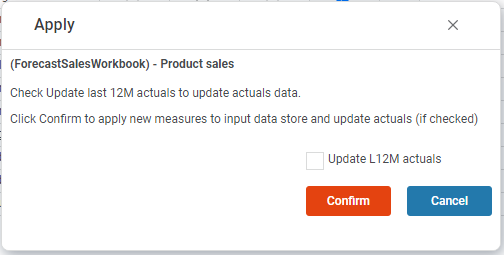 Apply
(ForecastSalesWorkbook) - Product sales
Check Update last 12M actuals to update actuals data.
Click Confirm to apply new measures to input data store and update actuals (if checked)
Update L12M actuals
Confirm
Cancel